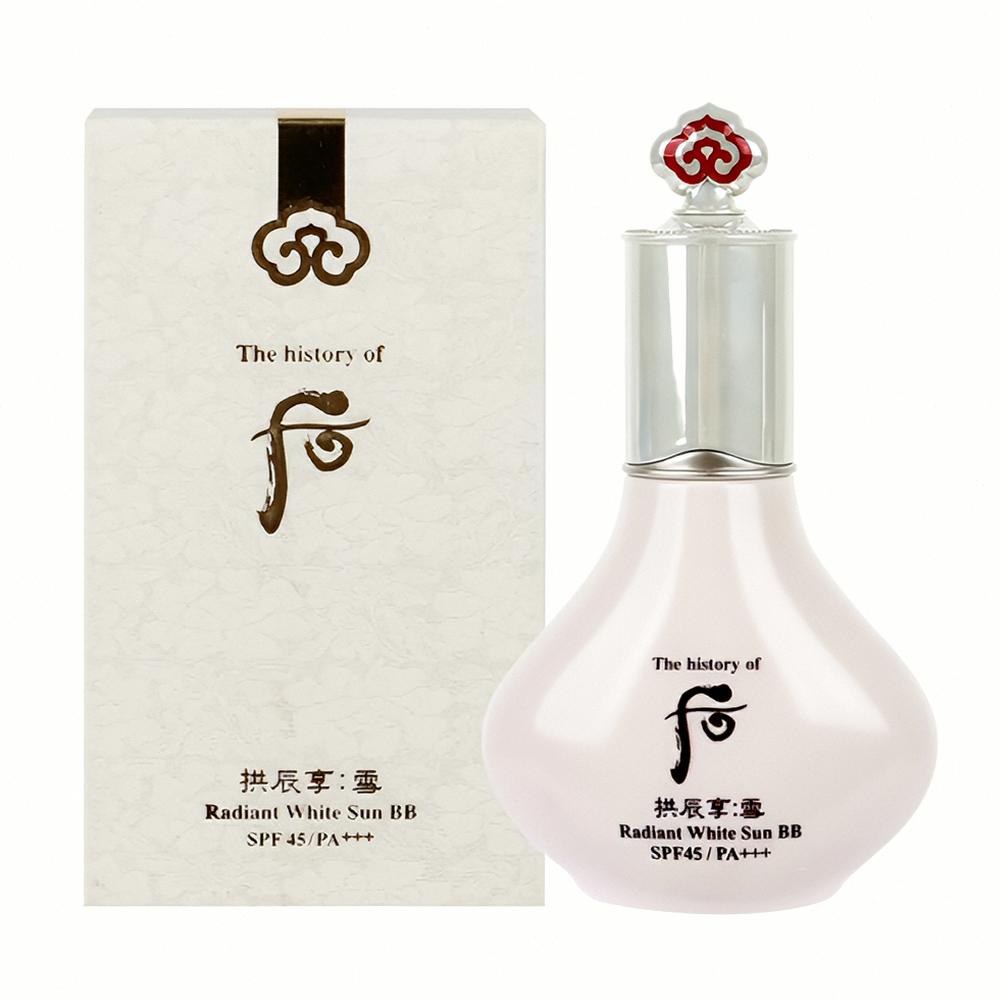 The history of
后
拱辰享:雪
Radiant White Sun BB
SPF 45/PA+++
The history of
后
拱辰享:雪
Radiant White Sun BB
SPF45 / PA+++